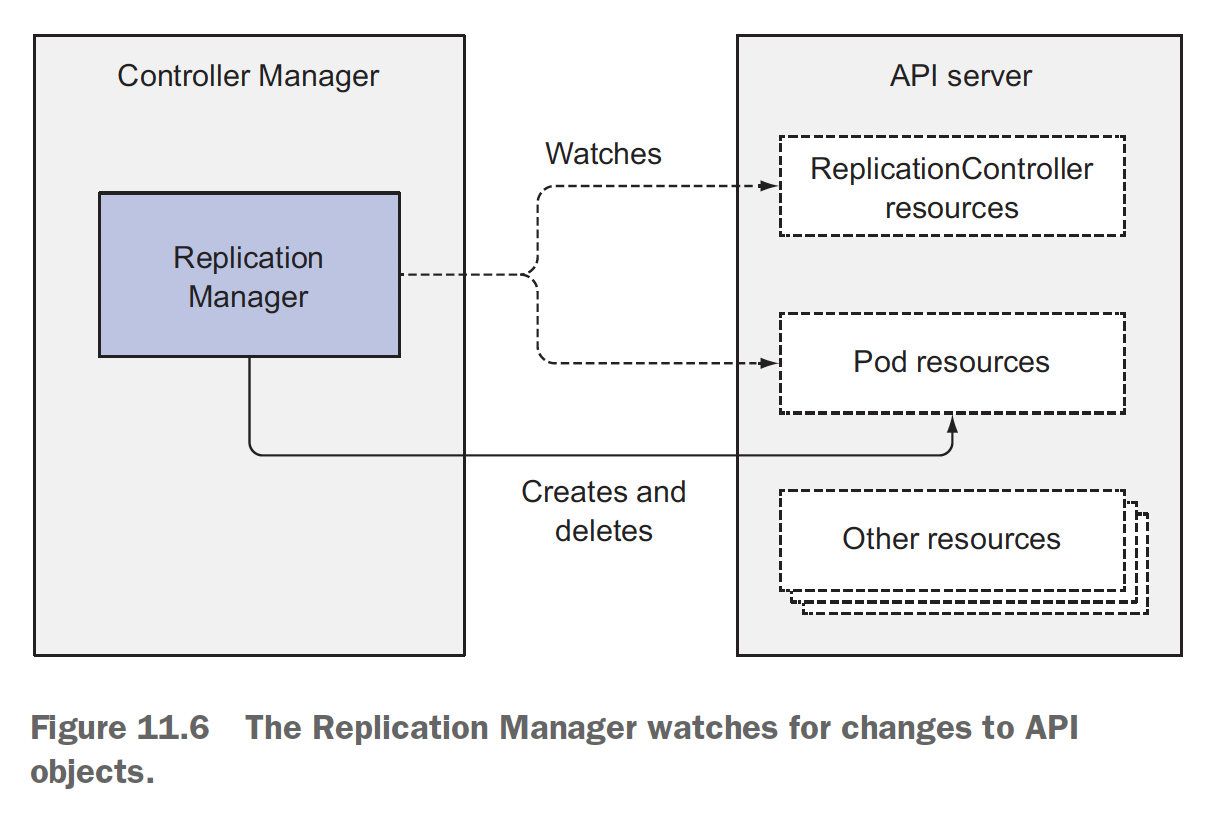 Controller Manager
API server
Watches
ReplicationController
resources
Replication
Manager
Pod resources
Creates and
deletes
Other resources
Figure 11.6 The Replication Manager watches for changes to API
objects.